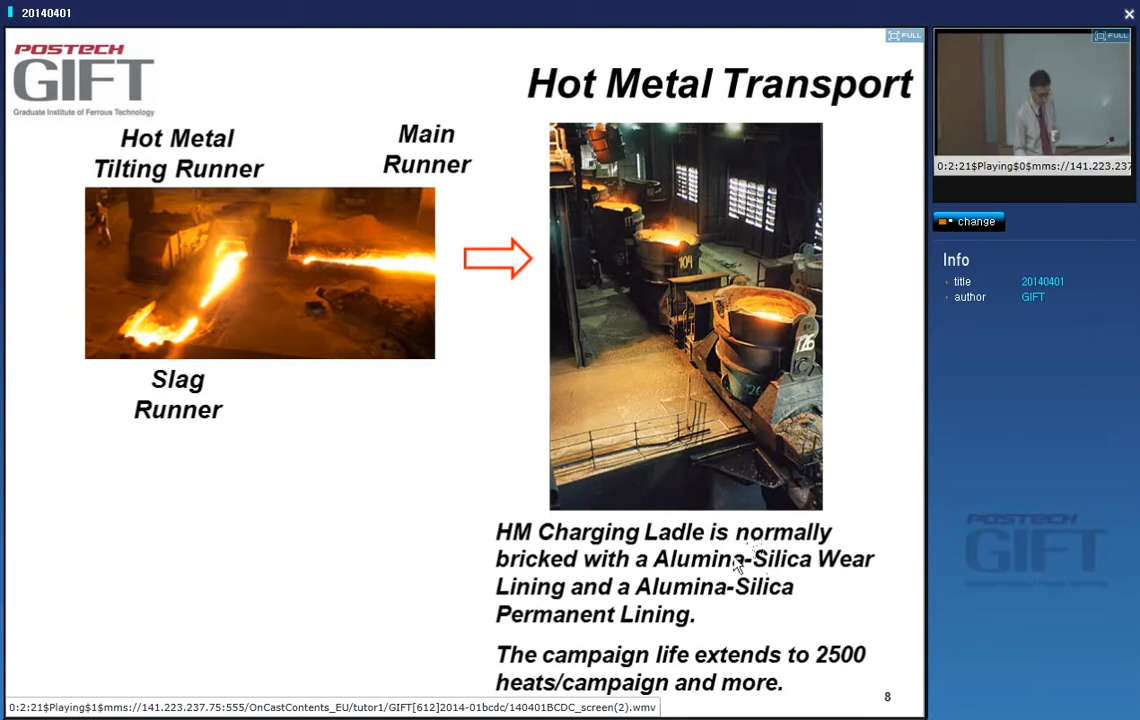 20140401
FULL
POSTECH
GIFT
Graduate Institute of Ferrous Technology
Hot Metal Transport
Hot Metal
Tilting Runner
Main
Runner
104
126
Slag
Runner
HM Charging Ladle is normally
bricked with a Alumina-Silica Wear
Lining and a Alumina-Silica
Permanent Lining.
The campaign life extends to 2500
heats/campaign and more.
8
0:2:21$Playing$1$mms://141.223.237.75:555/OnCastContents_EU/tutor1/GIFT[612]2014-01bcdc/140401BCDC_screen(2).wmv
FULL
0:2:21$Playing$0$mms://141.223.237
change
Info
title 20140401
author GIFT
POSTECH
GIFT